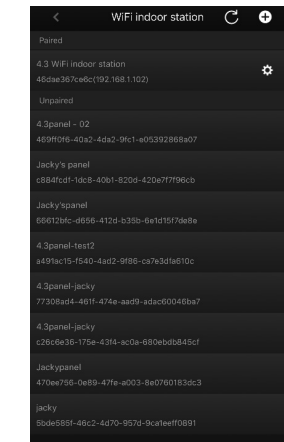 WiFi indoor station
Paired
4.3 WiFi indoor station
46dae367ce6c(192.168.1.102)
Unpaired
4.3panel - 02
469ff0f6-40a2-4da2-9fc1-e05392868a07
Jacky's panel
c884fcdf-1dc8-40b1-820d-420e7f7f96cb
Jacky'spanel
66612bfc-d656-412d-b35b-6e1d15f7de8e
4.3panel-test2
a491ac15-f540-4ad2-9f86-ca7e3dfa610c
4.3panel-jacky
77308ad4-461f-474e-aad9-adac60046ba7
4.3panel-jacky
c26c6e36-175e-43f4-ac0a-680ebdb845cf
Jackypanel
470ee756-0e89-47fe-a003-8e0760183dc3
jacky
5bde585f-46c2-4d70-957d-9ca1eeff0891